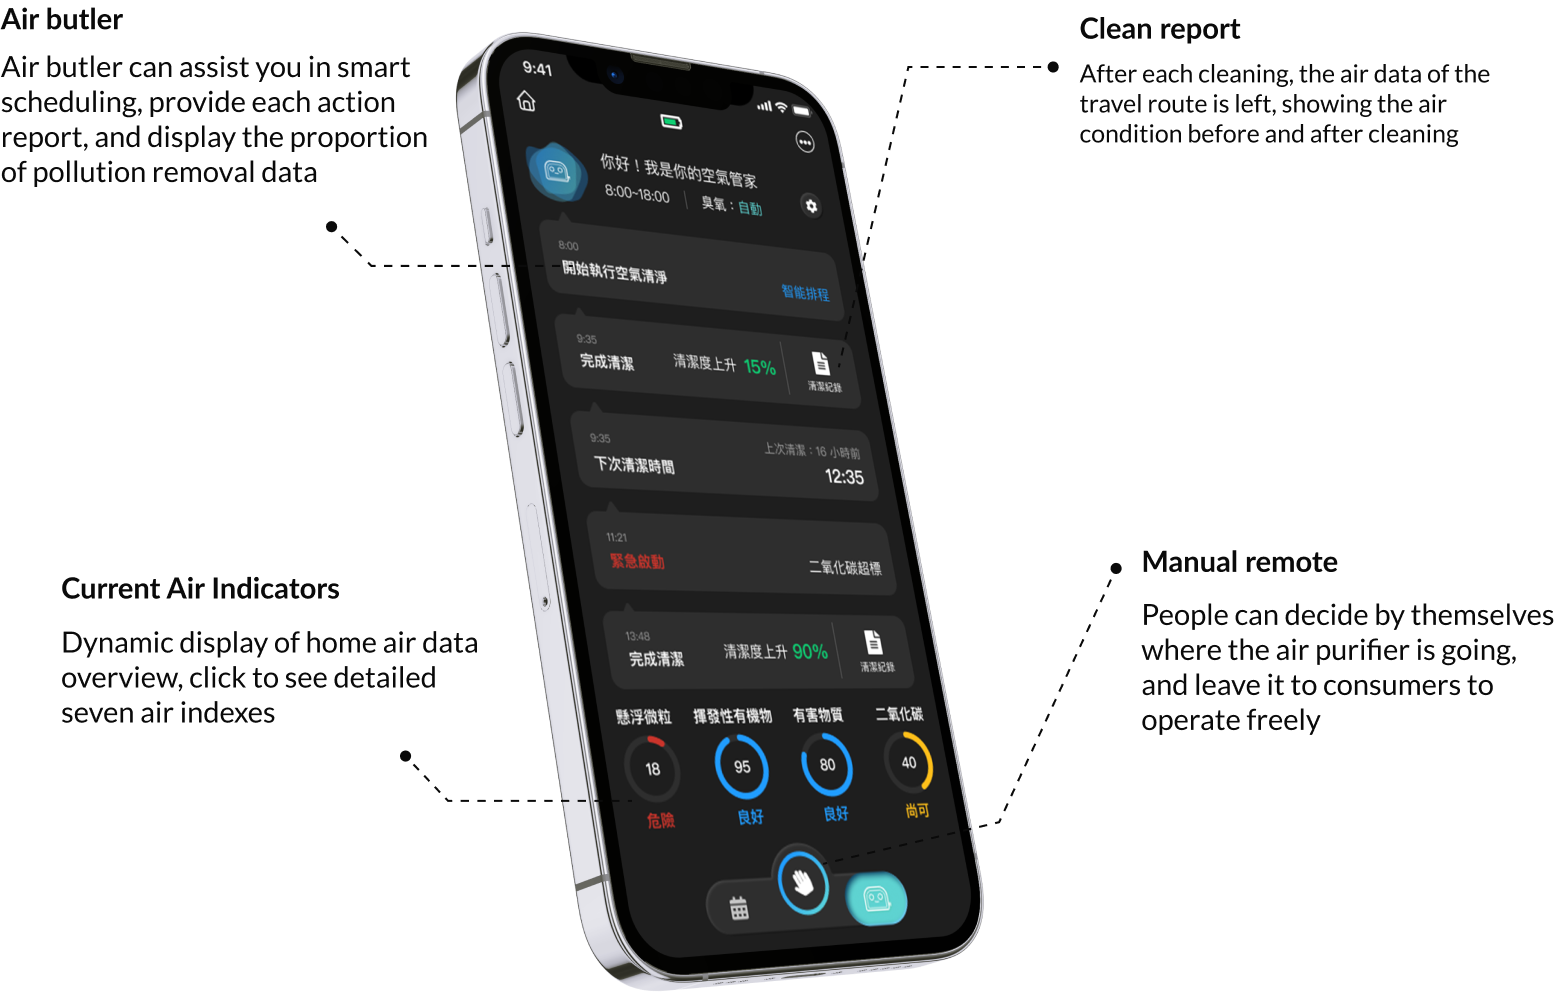 Air butler
Air butler can assist you in smart
scheduling, provide each action
report, and display the proportion
of pollution removal data
Clean report
After each cleaning, the air data of the
travel route is left, showing the air
condition before and after cleaning
9:41
你好！我是你的空氣管家
8:00~18:00 臭氧：自動
8:00
開始執行空氣清淨
智能排程
9:35
完成清潔 清潔度上升 15%
清潔紀錄
9:35
上次清潔：16 小時前
下次清潔時間
12:35
11:21
緊急啟動
二氧化碳超標
13:48
完成清潔 清潔度上升 90%
清潔紀錄
懸浮微粒 揮發性有機物 有害物質 二氧化碳
18 95 80 40
危險 良好 良好 尚可
Current Air Indicators
Dynamic display of home air data
overview, click to see detailed
seven air indexes
Manual remote
People can decide by themselves
where the air purifier is going,
and leave it to consumers to
operate freely